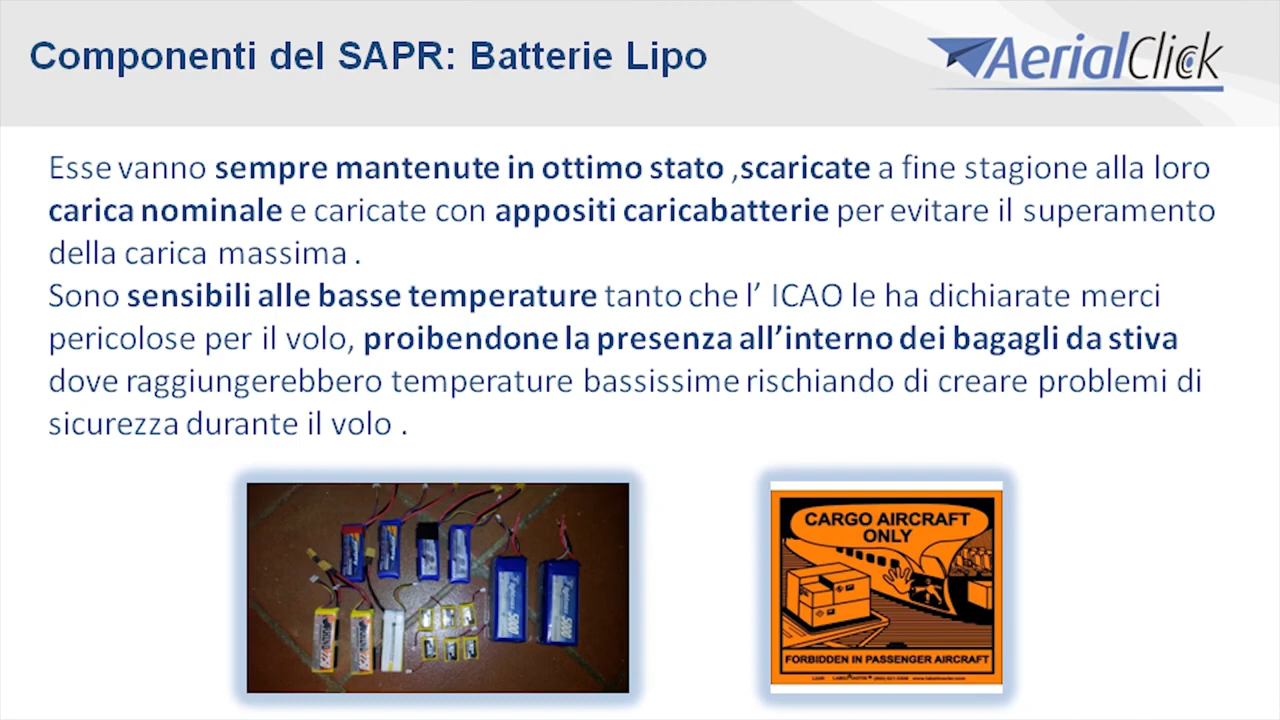 Componenti del SAPR: Batterie Lipo
AerialClick
Esse vanno sempre mantenute in ottimo stato ,scaricate a fine stagione alla loro
carica nominale e caricate con appositi caricabatterie per evitare il superamento
della carica massima .
Sono sensibili alle basse temperature tanto che l’ ICAO le ha dichiarate merci
pericolose per il volo, proibendone la presenza all’interno dei bagagli da stiva
dove raggiungerebbero temperature bassissime rischiando di creare problemi di
sicurezza durante il volo .
5000
5000
CARGO AIRCRAFT
ONLY
FORBIDDEN IN PASSENGER AIRCRAFT